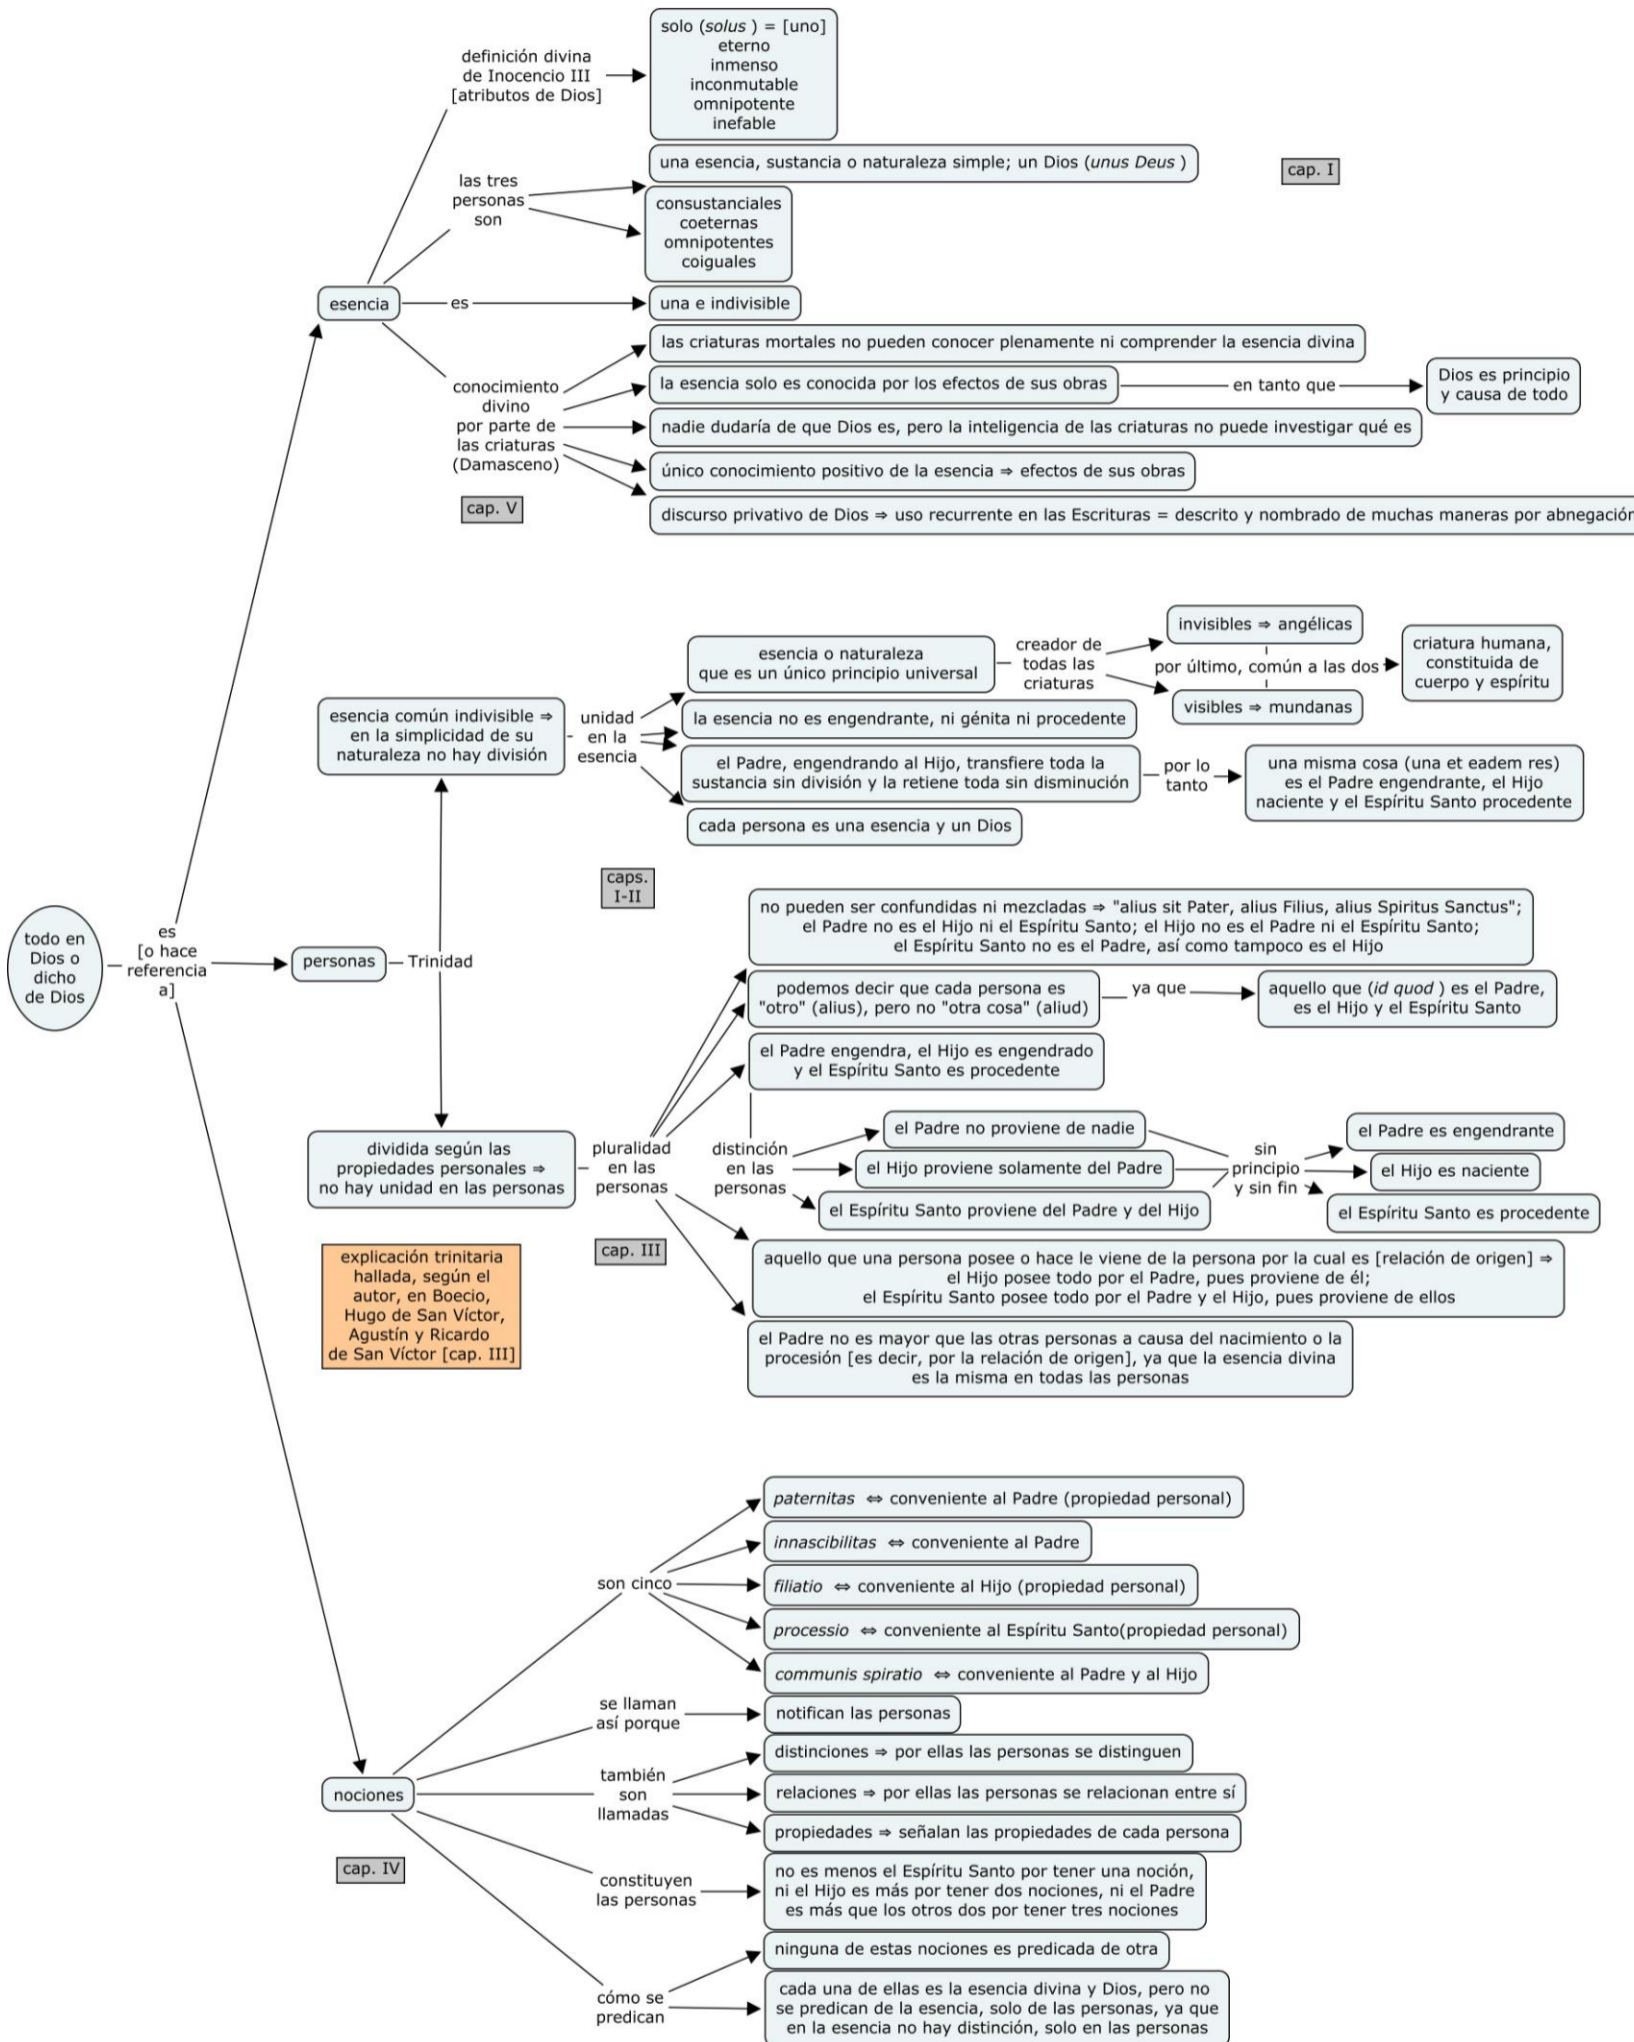 solo (solus ) = [uno]
eterno
inmenso
inconmutable
omnipotente
inefable
definición divina
de Inocencio III
[atributos de Dios]
una esencia, sustancia o naturaleza simple; un Dios (unus Deus )
cap. I
las tres
personas
son
consustanciales
coeternas
omnipotentes
coiguales
esencia
es
una e indivisible
las criaturas mortales no pueden conocer plenamente ni comprender la esencia divina
conocimiento
divino
por parte de
las criaturas
(Damasceno)
la esencia solo es conocida por los efectos de sus obras
en tanto que
Dios es principio
y causa de todo
nadie dudaría de que Dios es, pero la inteligencia de las criaturas no puede investigar qué es
único conocimiento positivo de la esencia ⇒ efectos de sus obras
cap. V
discurso privativo de Dios ⇒ uso recurrente en las Escrituras = descrito y nombrado de muchas maneras por abnegación
esencia o naturaleza
que es un único principio universal
creador de
todas las
criaturas
invisibles ⇒ angélicas
por último, común a las dos
visibles ⇒ mundanas
criatura humana,
constituida de
cuerpo y espíritu
esencia común indivisible ⇒
en la simplicidad de su
naturaleza no hay división
unidad
en la
esencia
la esencia no es engendrante, ni génita ni procedente
el Padre, engendrando al Hijo, transfiere toda la
sustancia sin división y la retiene toda sin disminución
por lo
tanto
una misma cosa (una et eadem res)
es el Padre engendrante, el Hijo
naciente y el Espíritu Santo procedente
cada persona es una esencia y un Dios
caps.
I-II
todo en
Dios o
dicho
de Dios
es
[o hace
referencia
a]
personas
Trinidad
no pueden ser confundidas ni mezcladas ⇒ "alius sit Pater, alius Filius, alius Spiritus Sanctus";
el Padre no es el Hijo ni el Espíritu Santo; el Hijo no es el Padre ni el Espíritu Santo;
el Espíritu Santo no es el Padre, así como tampoco es el Hijo
podemos decir que cada persona es
"otro" (alius), pero no "otra cosa" (aliud)
ya que
aquello que (id quod ) es el Padre,
es el Hijo y el Espíritu Santo
el Padre engendra, el Hijo es engendrado
y el Espíritu Santo es procedente
dividida según las
propiedades personales ⇒
no hay unidad en las personas
pluralidad
en las
personas
distinción
en las
personas
el Padre no proviene de nadie
el Hijo proviene solamente del Padre
el Espíritu Santo proviene del Padre y del Hijo
sin
principio
y sin fin
el Padre es engendrante
el Hijo es naciente
el Espíritu Santo es procedente
cap. III
explicación trinitaria
hallada, según el
autor, en Boecio,
Hugo de San Víctor,
Agustín y Ricardo
de San Víctor [cap. III]
aquello que una persona posee o hace le viene de la persona por la cual es [relación de origen] ⇒
el Hijo posee todo por el Padre, pues proviene de él;
el Espíritu Santo posee todo por el Padre y el Hijo, pues proviene de ellos
el Padre no es mayor que las otras personas a causa del nacimiento o la
procesión [es decir, por la relación de origen], ya que la esencia divina
es la misma en todas las personas
paternitas ⇔ conveniente al Padre (propiedad personal)
innascibilitas ⇔ conveniente al Padre
son cinco
filiatio ⇔ conveniente al Hijo (propiedad personal)
processio ⇔ conveniente al Espíritu Santo(propiedad personal)
communis spiratio ⇔ conveniente al Padre y al Hijo
se llaman
así porque
notifican las personas
nociones
también
son
llamadas
distinciones ⇒ por ellas las personas se distinguen
relaciones ⇒ por ellas las personas se relacionan entre sí
propiedades ⇒ señalan las propiedades de cada persona
cap. IV
constituyen
las personas
no es menos el Espíritu Santo por tener una noción,
ni el Hijo es más por tener dos nociones, ni el Padre
es más que los otros dos por tener tres nociones
cómo se
predican
ninguna de estas nociones es predicada de otra
cada una de ellas es la esencia divina y Dios, pero no
se predican de la esencia, solo de las personas, ya que
en la esencia no hay distinción, solo en las personas